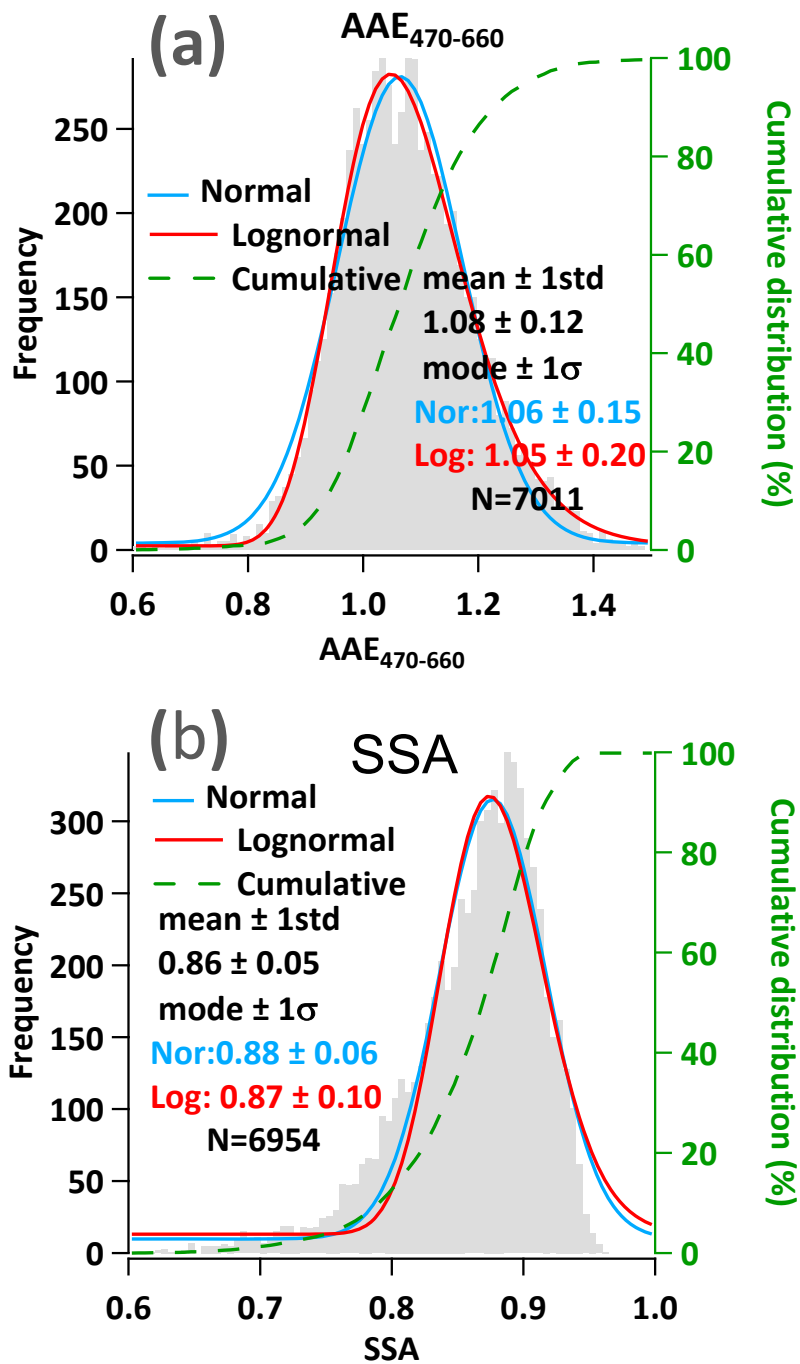 (a)
AAE470-660
250
200
150
100
50
0
Frequency
Normal
Lognormal
Cumulative
mean ± 1std
1.08 ± 0.12
mode ± 1σ
Nor:1.06 ± 0.15
Log: 1.05 ± 0.20
N=7011
100
80
60
40
20
0
Cumulative distribution (%)
0.6 0.8 1.0 1.2 1.4
AAE470-660
(b)
SSA
300
250
200
150
100
50
0
Frequency
Normal
Lognormal
Cumulative
mean ± 1std
0.86 ± 0.05
mode ± 1σ
Nor:0.88 ± 0.06
Log: 0.87 ± 0.10
N=6954
100
80
60
40
20
0
Cumulative distribution (%)
0.6 0.7 0.8 0.9 1.0
SSA